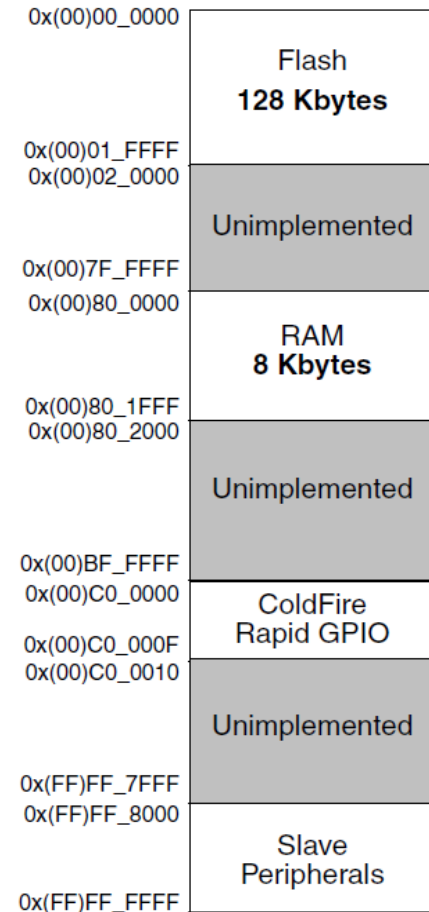 0x(00)00_0000
Flash
128 Kbytes
0x(00)01_FFFF
0x(00)02_0000
Unimplemented
0x(00)7F_FFFF
0x(00)80_0000
RAM
8 Kbytes
0x(00)80_1FFF
0x(00)80_2000
Unimplemented
0x(00)BF_FFFF
0x(00)C0_0000
ColdFire
Rapid GPIO
0x(00)C0_000F
0x(00)C0_0010
Unimplemented
0x(FF)FF_7FFF
0x(FF)FF_8000
Slave
Peripherals
0x(FF)FF_FFFF